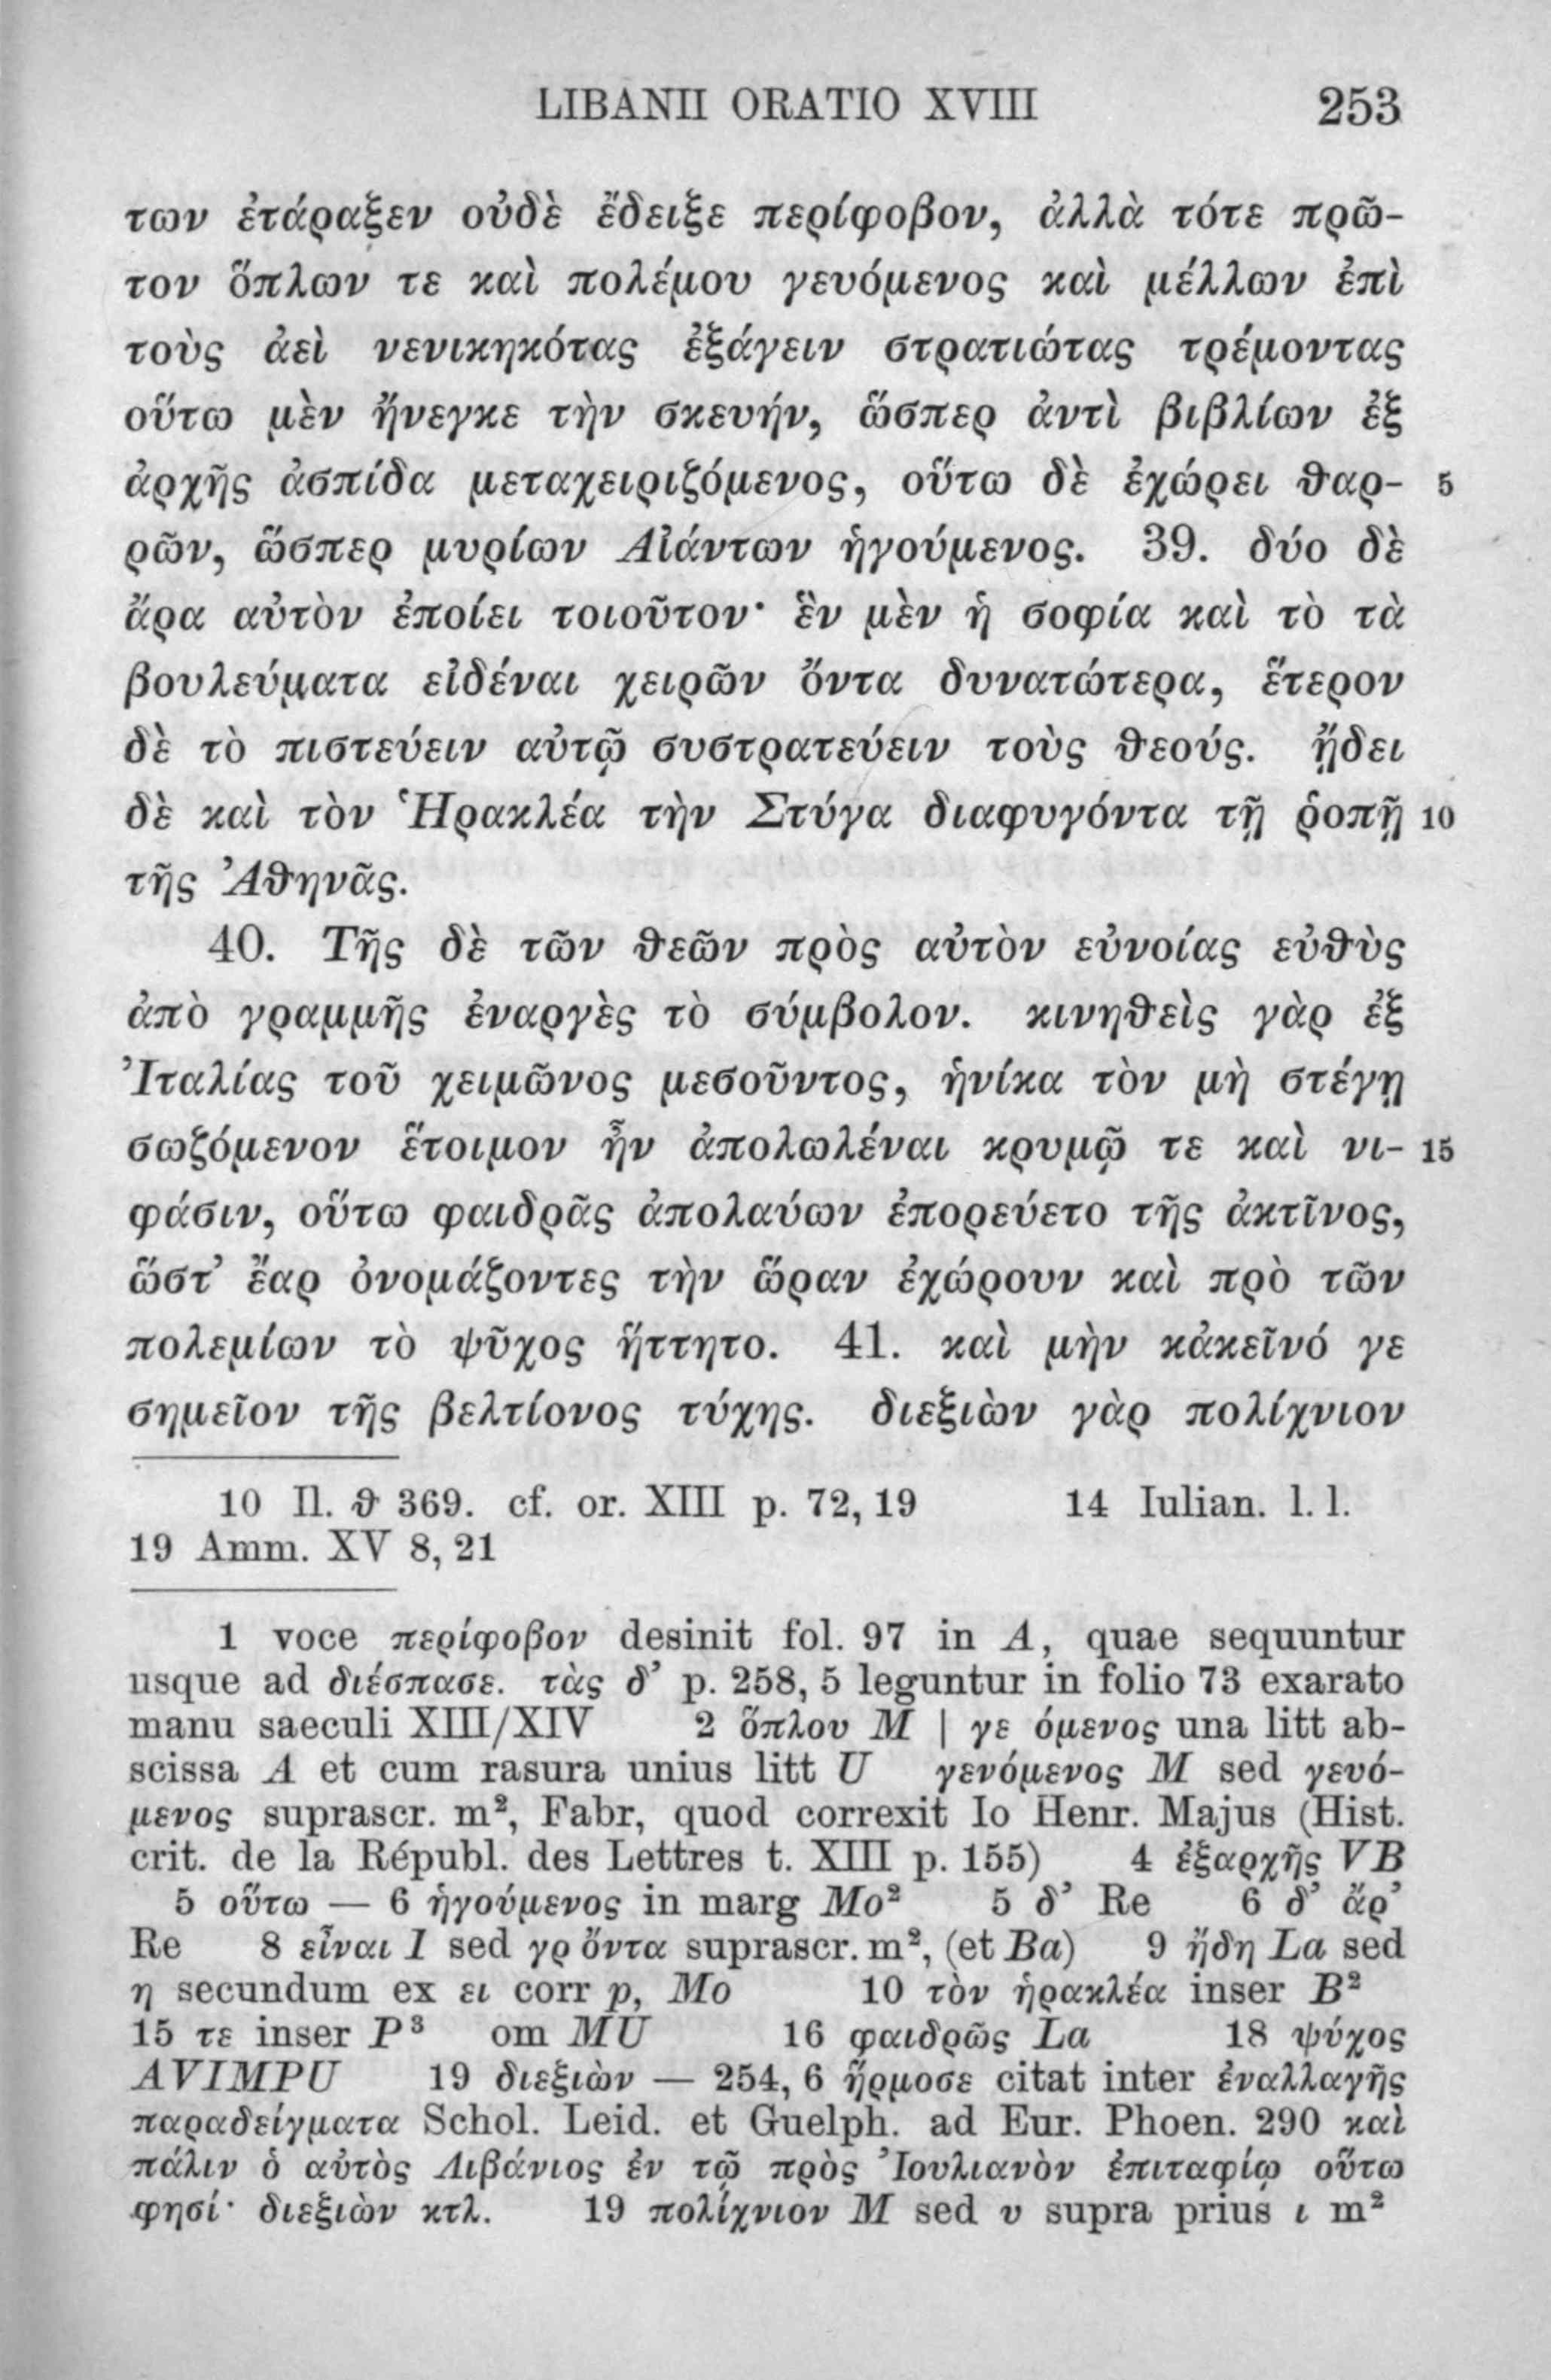 LIBANII ORATIO XVIII 253
των ἐτάραξεν οὐδὲ ἔδειξε περίφοβον, ἀλλὰ τότε πρῶ-
τον ὅπλων τε καὶ πολέμου γευόμενος καὶ μέλλων ἐπὶ
τοὺς ἀεὶ νενικηκότας ἐξάγειν στρατιώτας τρέμοντας
οὕτω μὲν ἤνεγκε τὴν σκευήν, ὥσπερ ἀντὶ βιβλίων ἐξ
ἀρχῆς ἀσπίδα μεταχειριζόμενος, οὕτω δὲ ἐχώρει θαρ- 5
ρῶν, ὥσπερ μυρίων Αἰάντων ἡγούμενος. 39. δύο δὲ
ἄρα αὐτὸν ἐποίει τοιοῦτον· ἓν μὲν ἡ σοφία καὶ τὸ τὰ
βουλεύματα εἰδέναι χειρῶν ὄντα δυνατώτερα, ἕτερον
δὲ τὸ πιστεύειν αὐτῷ συστρατεύειν τοὺς θεούς. ᾔδει
δὲ καὶ τὸν Ἡρακλέα τὴν Στύγα διαφυγόντα τῇ ῥοπῇ 10
τῆς Ἀθηνᾶς.
40. Τῆς δὲ τῶν θεῶν πρὸς αὐτὸν εὐνοίας εὐθὺς
ἀπὸ γραμμῆς ἐναργὲς τὸ σύμβολον. κινηθεὶς γὰρ ἐξ
Ἰταλίας τοῦ χειμῶνος μεσοῦντος, ἡνίκα τὸν μὴ στέγῃ
σωζόμενον ἕτοιμον ἦν ἀπολωλέναι κρυμῷ τε καὶ νι- 15
φάσιν, οὕτω φαιδρᾶς ἀπολαύων ἐπορεύετο τῆς ἀκτῖνος,
ὥστ’ ἔαρ ὀνομάζοντες τὴν ὥραν ἐχώρουν καὶ πρὸ τῶν
πολεμίων τὸ ψῦχος ἥττητο. 41. καὶ μὴν κἀκεῖνό γε
σημεῖον τῆς βελτίονος τύχης. διεξιὼν γὰρ πολίχνιον
10 Il. ϑ 369. cf. or. XIII p. 72, 19 14 Iulian. l. l.
19 Amm. XV 8, 21
1 voce περίφοβον desinit fol. 97 in A, quae sequuntur
usque ad διέσπασε. τὰς δ’ p. 258, 5 leguntur in folio 73 exarato
manu saeculi XIII/XIV 2 ὅπλου M | γε όμενος una litt ab-
scissa A et cum rasura unius litt U γενόμενος M sed γευό-
μενος suprascr. m², Fabr, quod correxit Io Henr. Majus (Hist.
crit. de la Républ. des Lettres t. XIII p. 155) 4 ἐξαρχῆς VB
5 οὕτω — 6 ἡγούμενος in marg Mo² 5 δ’ Re 6 δ’ ἄρ’
Re 8 εἶναι I sed γρ ὄντα suprascr. m², (et Ba) 9 ἤδη La sed
η secundum ex ει corr p, Mo 10 τὸν ἡρακλέα inser B²
15 τε inser P³ om MU 16 φαιδρῶς La 18 ψύχος
AVIMPU 19 διεξιὼν — 254, 6 ἥρμοσε citat inter ἐναλλαγῆς
παραδείγματα Schol. Leid. et Guelph. ad Eur. Phoen. 290 καὶ
πάλιν ὁ αὐτὸς Λιβάνιος ἐν τῷ πρὸς Ἰουλιανὸν ἐπιταφίῳ οὕτω
φησί· διεξιὼν κτλ. 19 πολίχνιον M sed υ supra prius ι m²